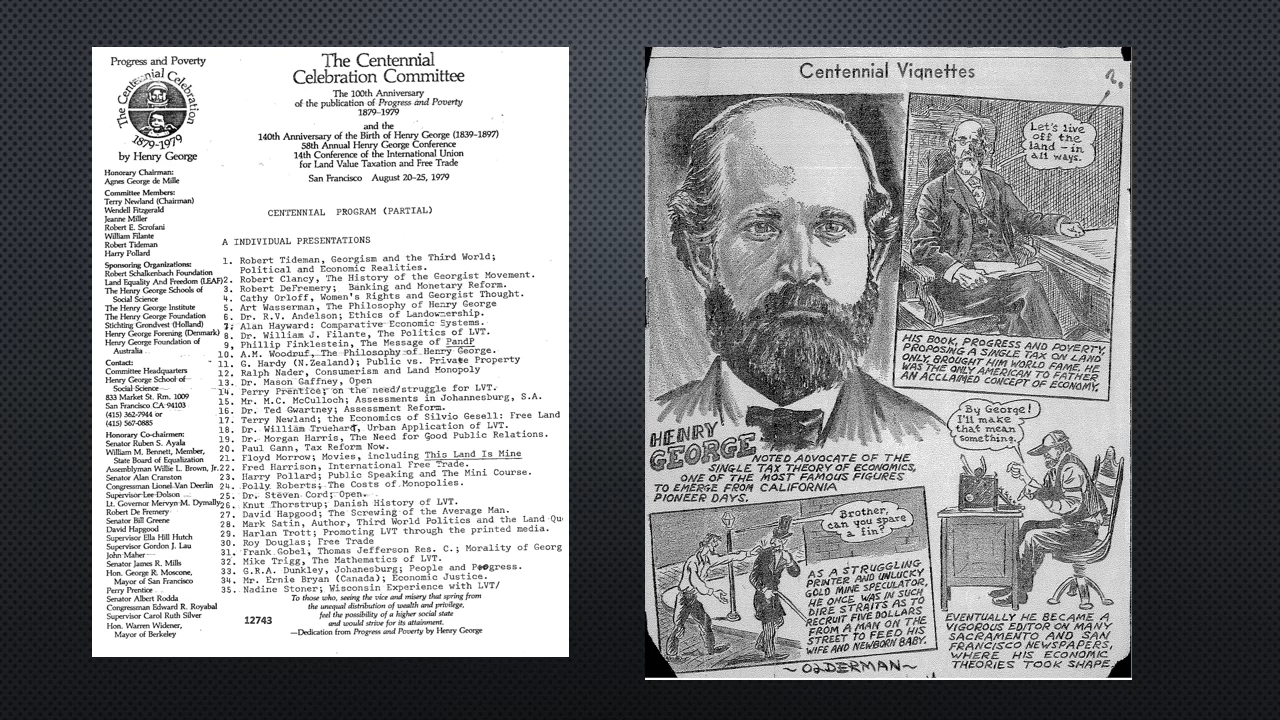 Progress and Poverty
The Centennial Celebration
1879-1979
by Henry George
Honorary Chairman:
Agnes George de Mille
Committee Members:
Terry Newland (Chairman)
Wendell Fitzgerald
Jeanne Miller
Robert E. Scrofani
William Filante
Robert Tideman
Harry Pollard
Sponsoring Organizations:
Robert Schalkenbach Foundation
Land Equality And Freedom (LEAF)
The Henry George Schools of
Social Science
The Henry George Institute
The Henry George Foundation
Stichting Grondvest (Holland)
Henry George Forening (Denmark)
Henry George Foundation of
Australia
Contact:
Committee Headquarters
Henry George School of
Social Science
833 Market St. Rm. 1009
San Francisco CA 94103
(415) 362-7944 or
(415) 567-0885
Honorary Co-chairmen:
Senator Ruben S. Ayala
William M. Bennett, Member,
State Board of Equalization
Assemblyman Willie L. Brown, Jr.
Senator Alan Cranston
Congressman Lionel Van Deerlin
Supervisor Lee Dolson
Lt. Governor Mervyn M. Dymally
Robert De Fremery
Senator Bill Greene
David Hapgood
Supervisor Ella Hill Hutch
Supervisor Gordon J. Lau
John Maher
Senator James R. Mills
Hon. George R. Moscone,
Mayor of San Francisco
Perry Prentice
Senator Albert Rodda
Congressman Edward R. Royabal
Supervisor Carol Ruth Silver
Hon. Warren Widener,
Mayor of Berkeley
The Centennial
Celebration Committee
The 100th Anniversary
of the publication of Progress and Poverty
1879-1979
and the
140th Anniversary of the Birth of Henry George (1839-1897)
58th Annual Henry George Conference
14th Conference of the International Union
for Land Value Taxation and Free Trade
San Francisco August 20-25, 1979
CENTENNIAL PROGRAM (PARTIAL)
A INDIVIDUAL PRESENTATIONS
1. Robert Tideman, Georgism and the Third World;
Political and Economic Realities.
2. Robert Clancy, The History of the Georgist Movement.
3. Robert DeFremery; Banking and Monetary Reform.
4. Cathy Orloff, Women's Rights and Georgist Thought.
5. Art Wasserman, The Philosophy of Henry George
6. Dr. R.V. Andelson; Ethics of Landownership.
7; Alan Hayward: Comparative Economic Systems.
8. Dr. William J. Filante, The Politics of LVT.
9, Phillip Finklestein, The Message of PandP
10. A.M. Woodruf, The Philosophy of Henry George.
11. G. Hardy (N.Zealand); Public vs. Private Property
12. Ralph Nader, Consumerism and Land Monopoly
13. Dr. Mason Gaffney, Open
14. Perry Prentice; on the need/struggle for LVT.
15. Mr. M.C. McCulloch; Assessments in Johannesburg, S.A.
16. Dr. Ted Gwartney; Assessment Reform.
17. Terry Newland; the Economics of Silvio Gesell: Free Land
18. Dr. William Truehart, Urban Application of LVT.
19. Dr. Morgan Harris, The Need for Good Public Relations.
20. Paul Gann, Tax Reform Now.
21. Floyd Morrow; Movies, including This Land Is Mine
22. Fred Harrison, International Free Trade.
23. Harry Pollard; Public Speaking and The Mini Course.
24. Polly Roberts; The Costs of Monopolies.
25. Dr. Steven Cord; Open.
26. Knut Thorstrup; Danish History of LVT.
27. David Hapgood; The Screwing of the Average Man.
28. Mark Satin, Author, Third World Politics and the Land Qu
29. Harlan Trott; Promoting LVT through the printed media.
30. Roy Douglas; Free Trade
31. Frank Gobel, Thomas Jefferson Res. C.; Morality of Georg
32. Mike Trigg, The Mathematics of LVT.
33. G.R.A. Dunkley, Johanesburg; People and Progress.
34. Mr. Ernie Bryan (Canada); Economic Justice.
35. Nadine Stoner; Wisconsin Experience with LVT/
To those who, seeing the vice and misery that spring from
the unequal distribution of wealth and privilege,
feel the possibility of a higher social state
and would strive for its attainment.
—Dedication from Progress and Poverty by Henry George
12743
Centennial Vignettes
Let's live
off the
land - in
all ways.
HIS BOOK, PROGRESS AND POVERTY
PROPOSING A SINGLE TAX ON LAND
ONLY, BROUGHT HIM WORLD FAME. HE
WAS THE ONLY AMERICAN TO FATHER
AN ACCLAIMED CONCEPT OF ECONOMY.
HENRY
GEORGE
NOTED ADVOCATE OF THE
SINGLE TAX THEORY OF ECONOMICS,
ONE OF THE MOST FAMOUS FIGURES
TO EMERGE FROM CALIFORNIA
PIONEER DAYS.
By George!
I'll make
that mean
something.
Brother,
can you spare
a fin?
AS A STRUGGLING
PRINTER AND UNLUCKY
GOLD MINE SPECULATOR,
HE ONCE WAS IN SUCH
DIRE STRAITS AS TO
RECRUIT FIVE DOLLARS
FROM A MAN ON THE
STREET TO FEED HIS
WIFE AND NEWBORN BABY.
EVENTUALLY HE BECAME A
VIGOROUS EDITOR ON MANY
SACRAMENTO AND SAN
FRANCISCO NEWSPAPERS,
WHERE HIS ECONOMIC
THEORIES TOOK SHAPE.
~OLDERMAN~